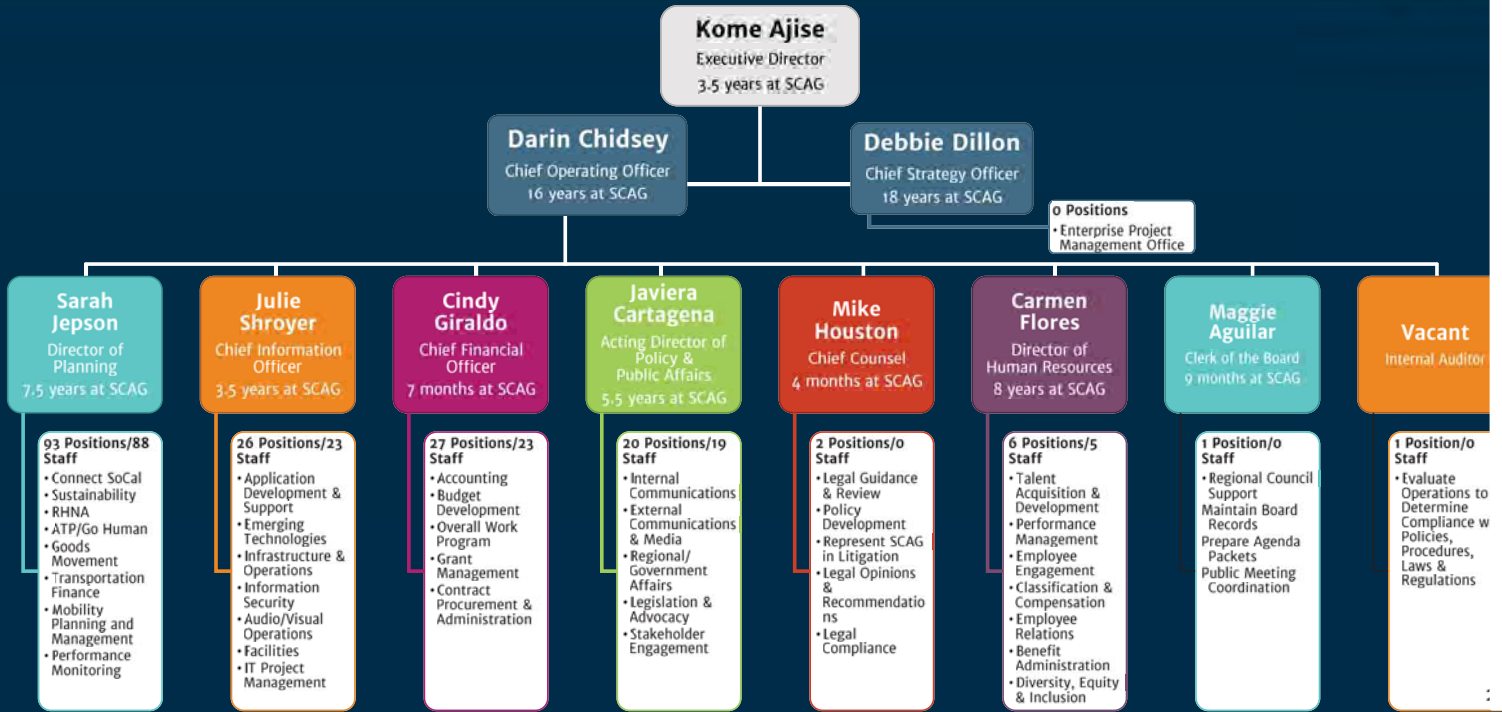 Kome Ajise
Executive Director
3.5 years at SCAG
Darin Chidsey
Chief Operating Officer
16 years at SCAG
Debbie Dillon
Chief Strategy Officer
18 years at SCAG
0 Positions
• Enterprise Project
Management Office
Sarah
Jepson
Director of
Planning
7.5 years at SCAG
93 Positions/88
Staff
• Connect SoCal
• Sustainability
• RHNA
• ATP/Go Human
• Goods
Movement
• Transportation
Finance
• Mobility
Planning and
Management
• Performance
Monitoring
Julie
Shroyer
Chief Information
Officer
3.5 years at SCAG
26 Positions/23
Staff
• Application
Development &
Support
• Emerging
Technologies
• Infrastructure &
Operations
• Information
Security
• Audio/Visual
Operations
• Facilities
• IT Project
Management
Cindy
Giraldo
Chief Financial
Officer
7 months at SCAG
27 Positions/23
Staff
• Accounting
• Budget
Development
• Overall Work
Program
• Grant
Management
• Contract
Procurement &
Administration
Javiera
Cartagena
Acting Director of
Policy &
Public Affairs
5.5 years at SCAG
20 Positions/19
Staff
• Internal
Communications
• External
Communications
& Media
• Regional/
Government
Affairs
• Legislation &
Advocacy
• Stakeholder
Engagement
Mike
Houston
Chief Counsel
4 months at SCAG
2 Positions/0
Staff
• Legal Guidance
& Review
• Policy
Development
• Represent SCAG
in Litigation
• Legal Opinions
&
Recommendatio
ns
• Legal
Compliance
Carmen
Flores
Director of
Human Resources
8 years at SCAG
6 Positions/5
Staff
• Talent
Acquisition &
Development
• Performance
Management
• Employee
Engagement
• Classification &
Compensation
• Employee
Relations
• Benefit
Administration
• Diversity, Equity
& Inclusion
Maggie
Aguilar
Clerk of the Board
9 months at SCAG
1 Position/0
Staff
• Regional Council
Support
Maintain Board
Records
Prepare Agenda
Packets
Public Meeting
Coordination
Vacant
Internal Auditor
1 Position/0
Staff
• Evaluate
Operations to
Determine
Compliance w
Policies,
Procedures,
Laws &
Regulations